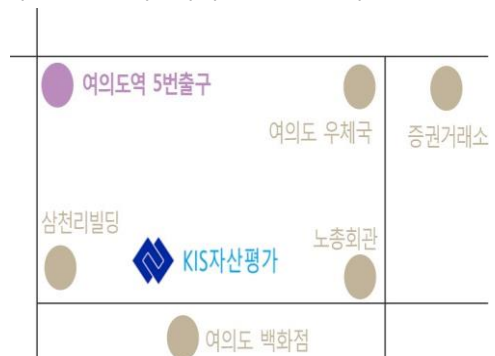 여의도역 5번출구
여의도 우체국
증권거래소
삼천리빌딩
노총회관
KIS자산평가
여의도 백화점